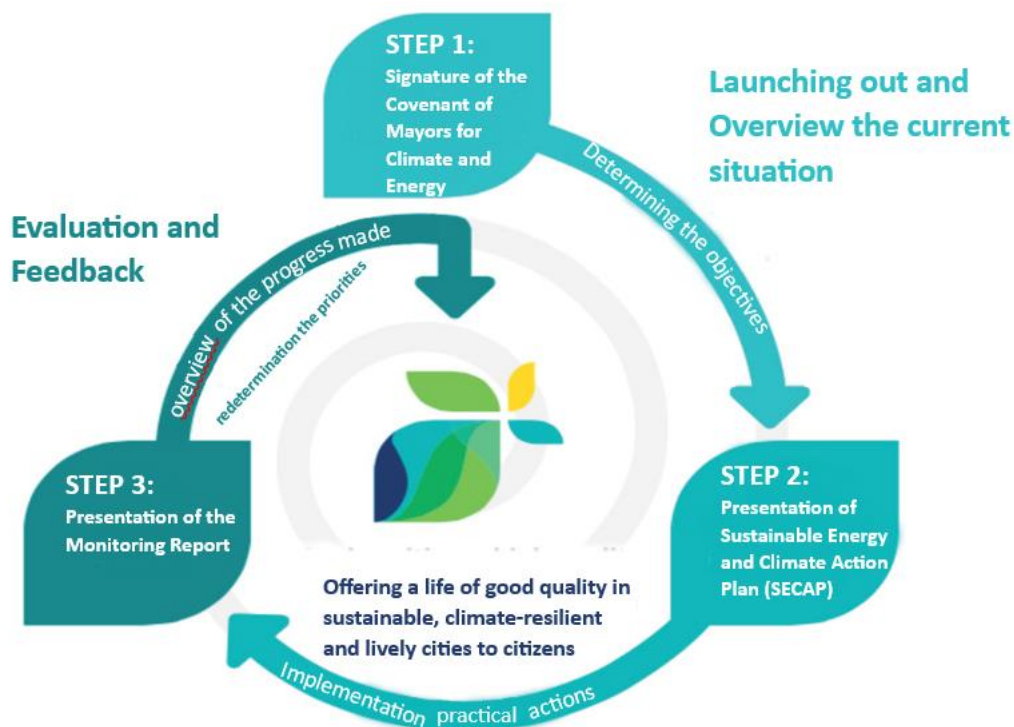 STEP 1:
Signature of the
Covenant of
Mayors for
Climate and
Energy
Launching out and
Overview the current
situation
Determining the objectives
STEP 2:
Presentation of
Sustainable Energy
and Climate Action
Plan (SECAP)
Implementation practical actions
STEP 3:
Presentation of the
Monitoring Report
Evaluation and
Feedback
overview of the progress made
redetermination the priorities
Offering a life of good quality in
sustainable, climate-resilient
and lively cities to citizens